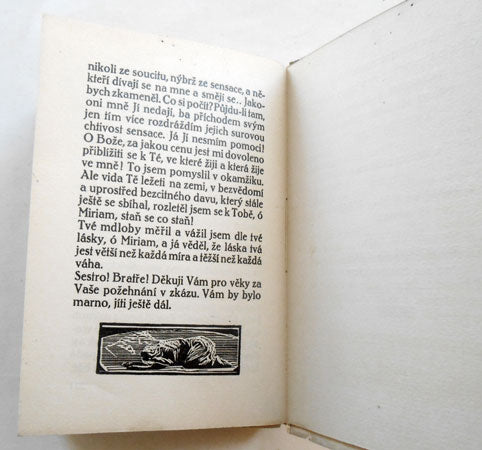 nikoli ze soucitu, nýbrž ze sensace, a ně-
kteří dívají se na mne a smějí se.. Jako-
bych zkameněl. Co si počít? Půjdu-li tam,
oni mně Jí nedají, ba příchodem svým
jen tím více rozdráždím jejich surovou
chtivost sensace. Já Jí nesmím pomoci!
O Bože, za jakou cenu jest mi dovoleno
přiblížiti se k Té, ve které žiji a která žije
ve mně! To jsem pomyslil v okamžiku.
Ale vida Tě ležeti na zemi, v bezvědomí
a uprostřed bezcitného davu, který stále
ještě se sbíhal, rozletěl jsem se k Tobě, ó
Miriam, staň se co staň!
Tvé mdloby měřil a vážil jsem dle tvé
lásky, ó Miriam, a já věděl, že láska tvá
jest větší než každá míra a těžší než každá
váha.
Sestro! Bratře! Děkuji Vám pro věky za
Vaše požehnání v zkázu. Vám by bylo
marno, jíti ještě dál.